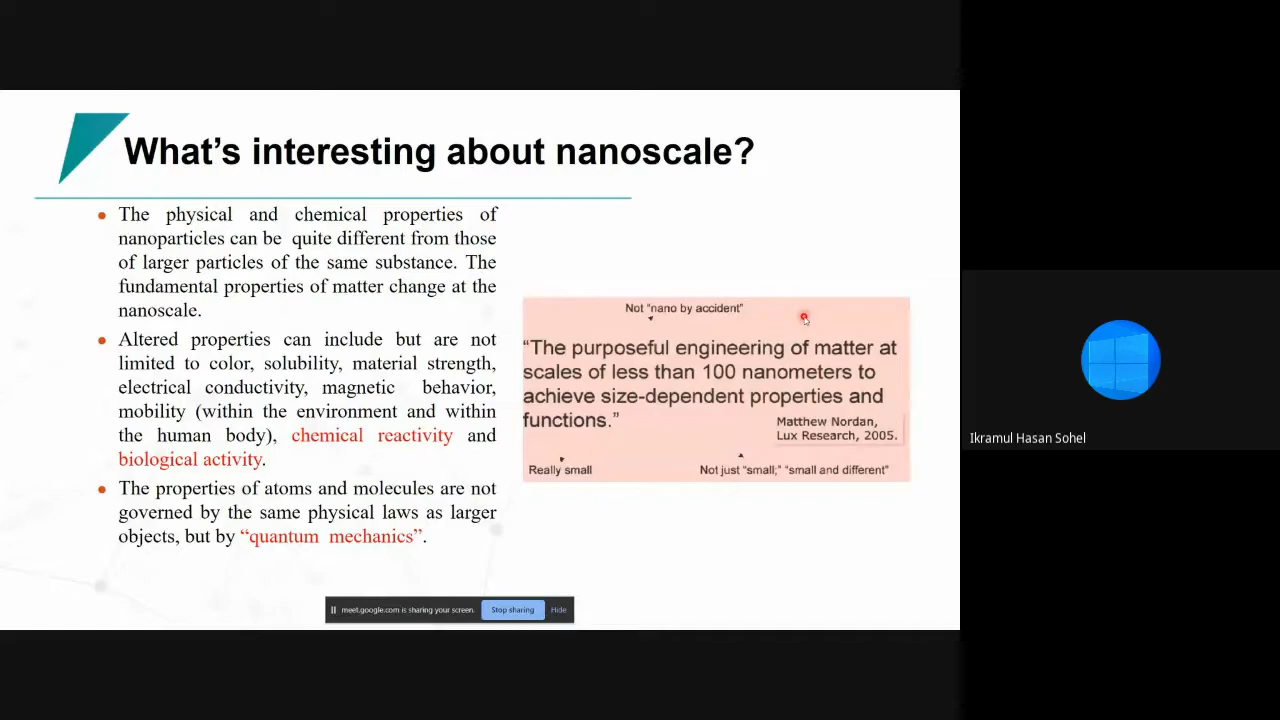 What’s interesting about nanoscale?
The physical and chemical properties of
nanoparticles can be quite different from those
of larger particles of the same substance. The
fundamental properties of matter change at the
nanoscale.
Altered properties can include but are not
limited to color, solubility, material strength,
electrical conductivity, magnetic behavior,
mobility (within the environment and within
the human body), chemical reactivity and
biological activity.
The properties of atoms and molecules are not
governed by the same physical laws as larger
objects, but by “quantum mechanics”.
Not “nano by accident”
“The purposeful engineering of matter at
scales of less than 100 nanometers to
achieve size-dependent properties and
functions.”
Matthew Nordan,
Lux Research, 2005.
Really small
Not just “small;” “small and different”
meet.google.com is sharing your screen.
Stop sharing
Hide
Ikramul Hasan Sohel